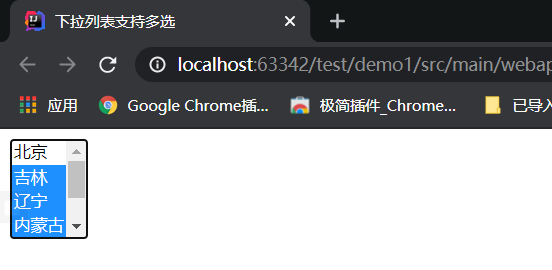 下拉列表支持多选
localhost:63342/test/demo1/src/main/webap
应用 Google Chrome插... 极简插件_Chrome... 已导入
北京
吉林
辽宁
内蒙古